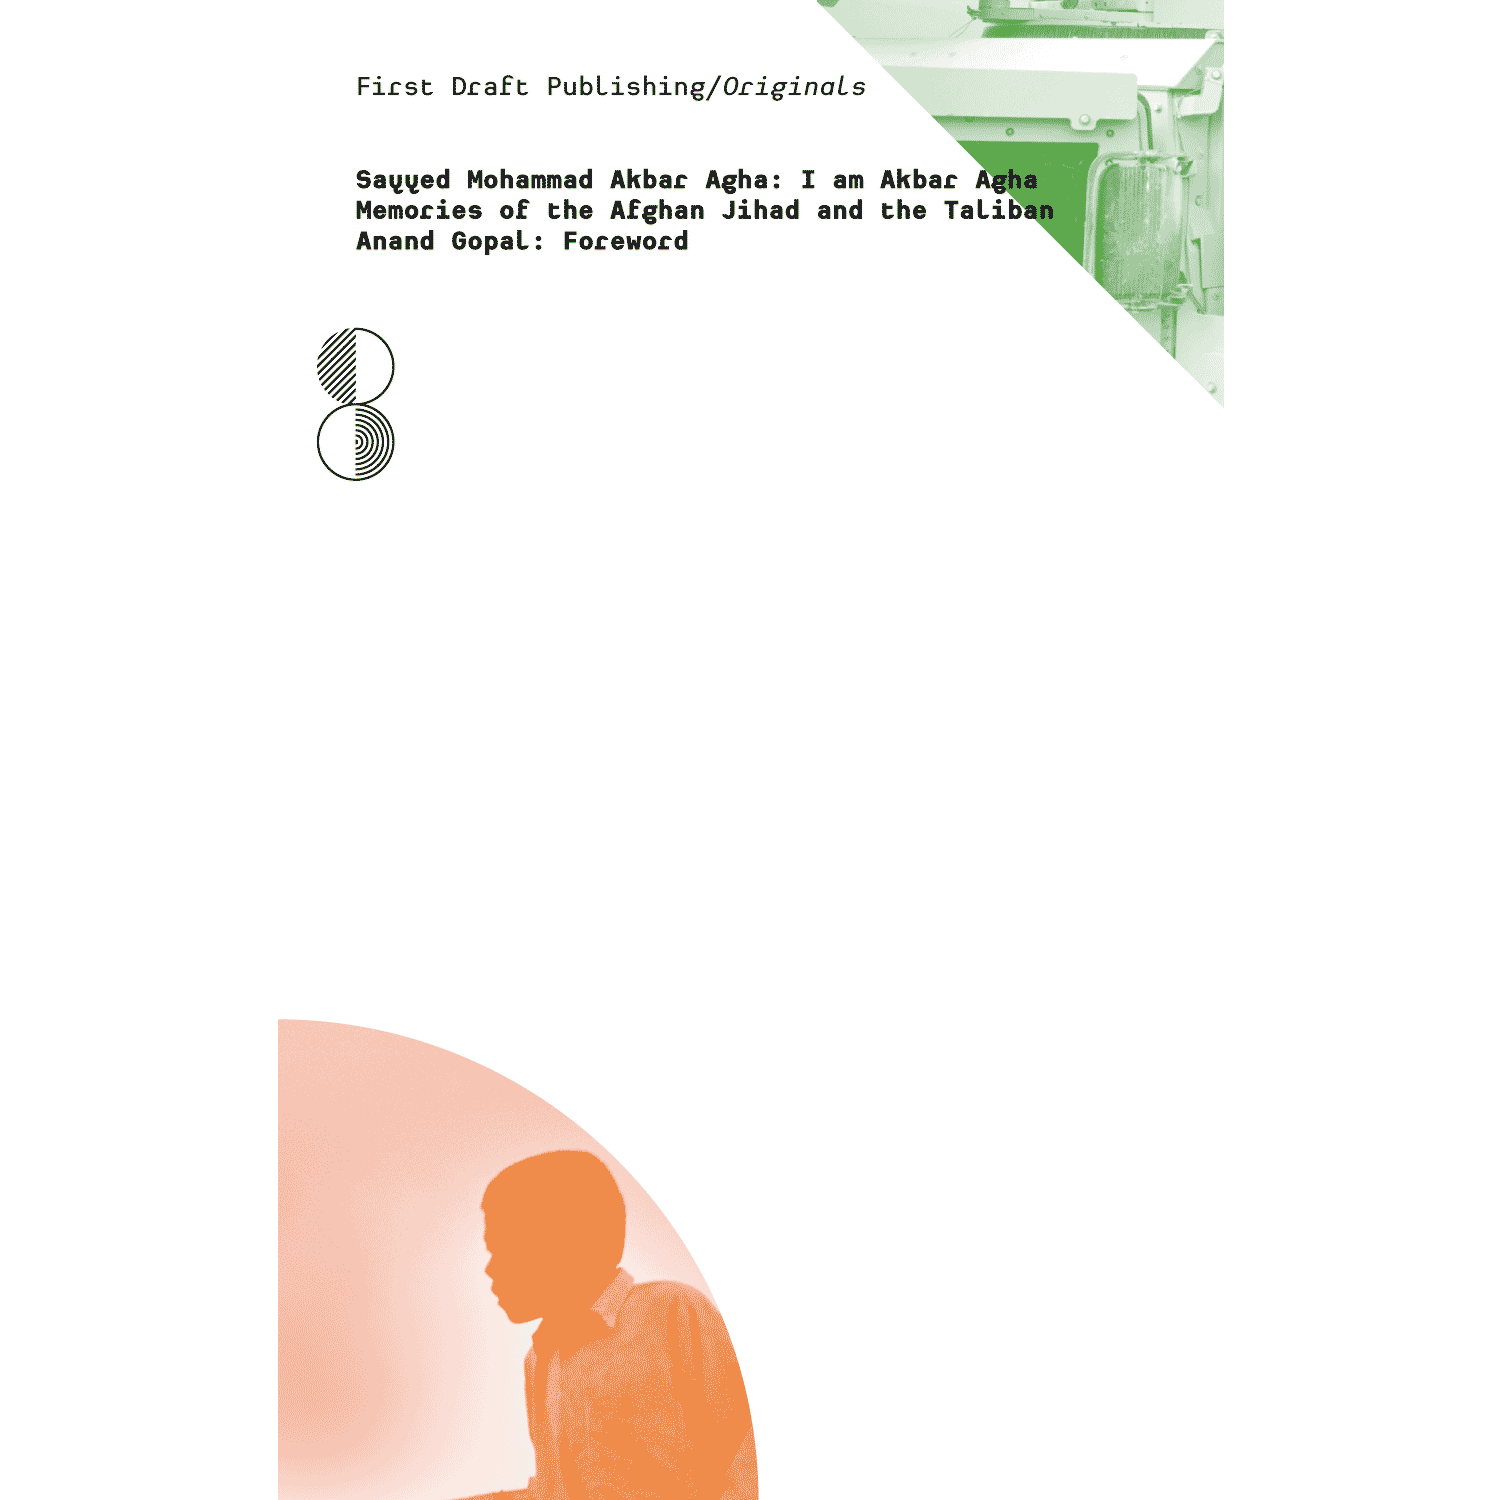 First Draft Publishing/Originals
Sayyed Mohammad Akbar Agha: I am Akbar Agha
Memories of the Afghan Jihad and the Taliban
Anand Gopal: Foreword